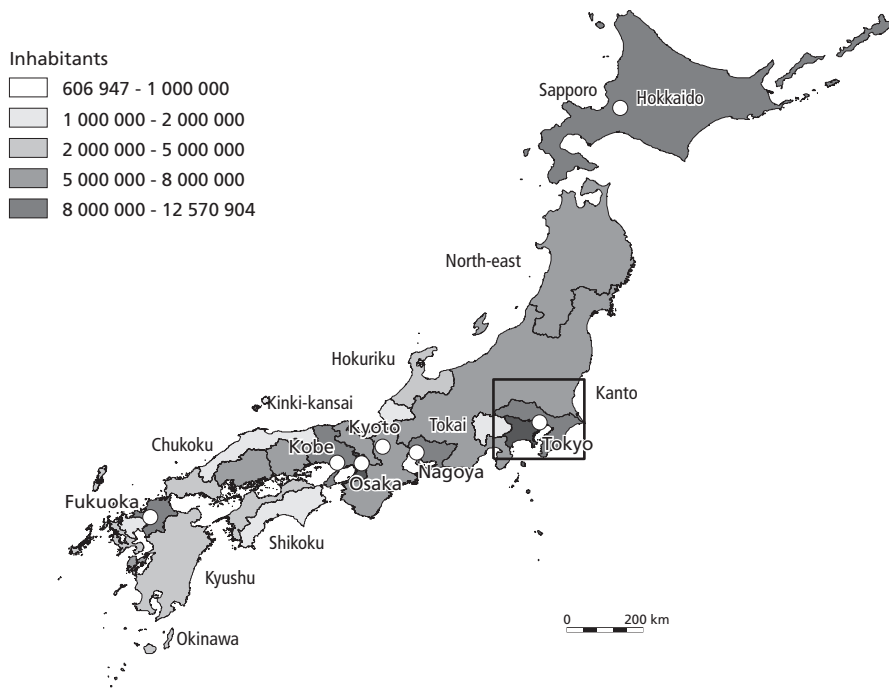 Inhabitants
606 947 - 1 000 000
1 000 000 - 2 000 000
2 000 000 - 5 000 000
5 000 000 - 8 000 000
8 000 000 - 12 570 904
Sapporo
Hokkaido
North-east
Hokuriku
Kanto
Kinki-kansai
Kyoto
Tokai
Tokyo
Chukoku
Kobe
Nagoya
Osaka
Fukuoka
Shikoku
Kyushu
0 200 km
Okinawa